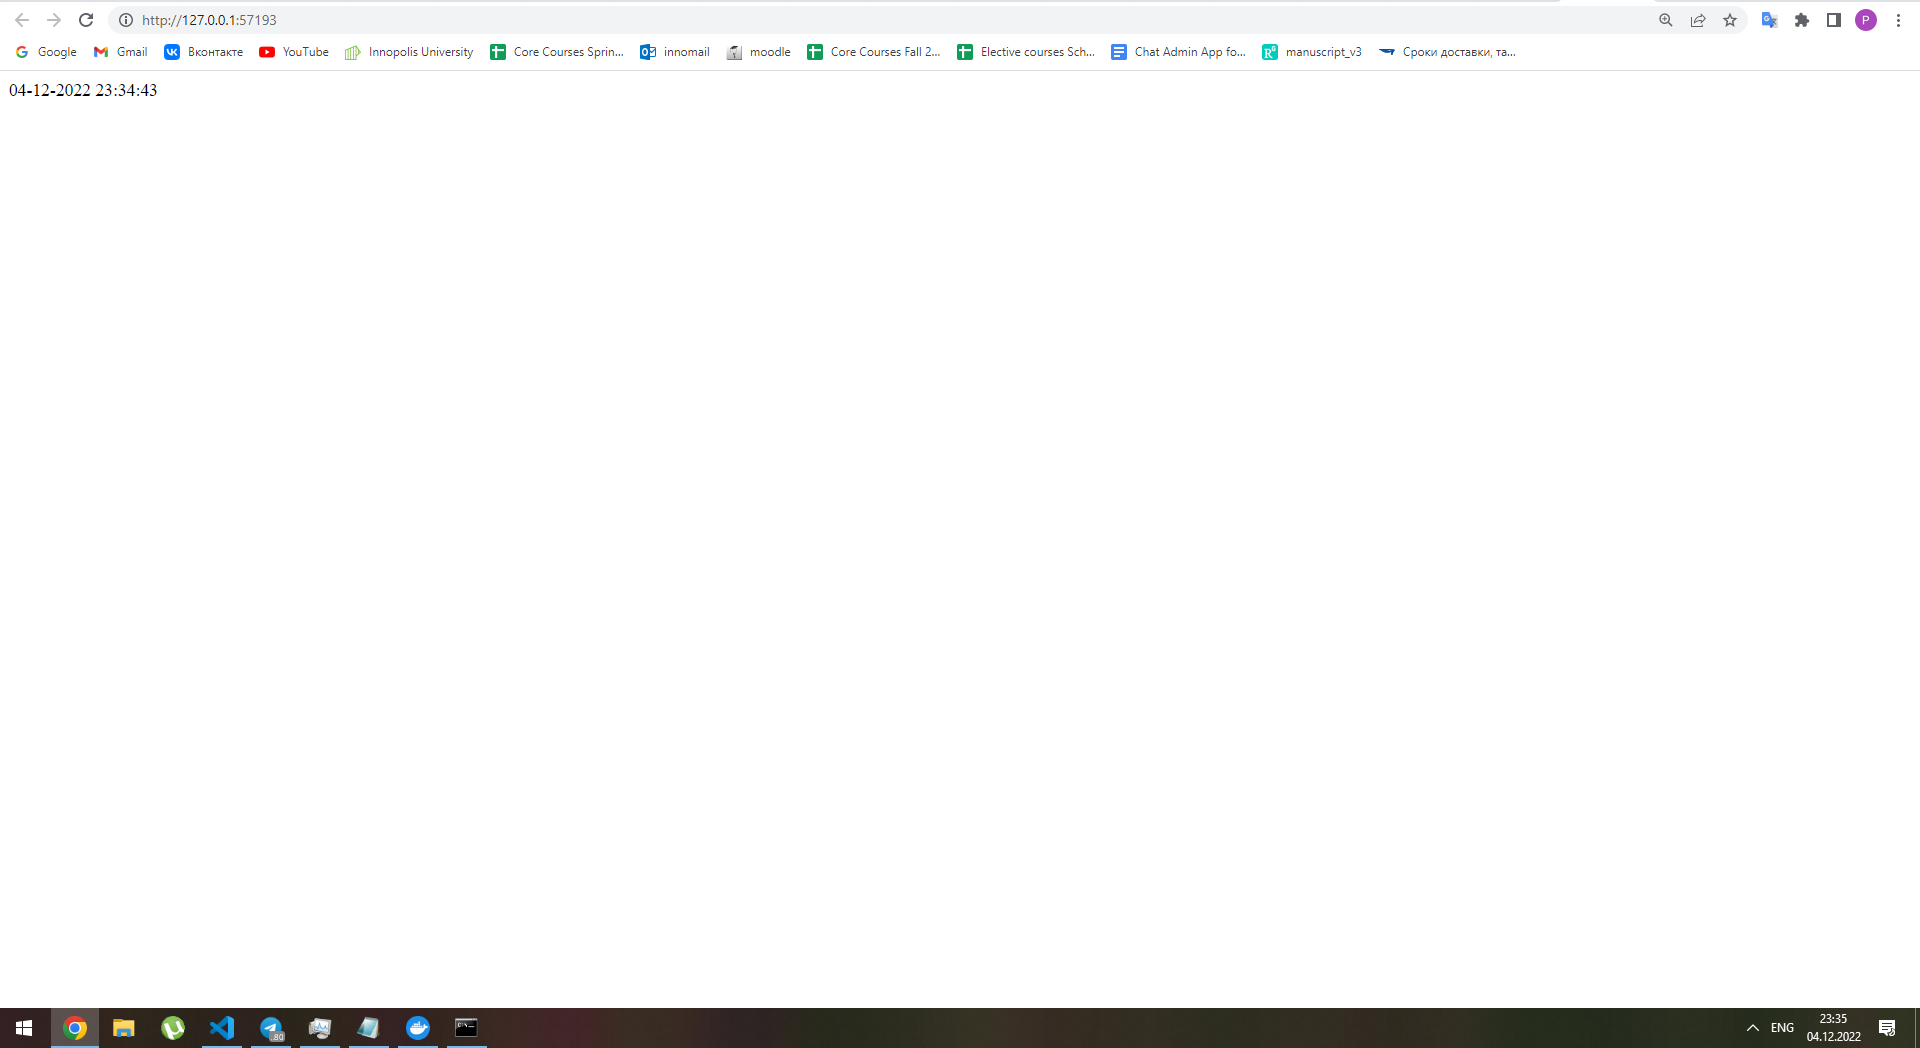 http://127.0.0.1:57193
P
Google Gmail Вконтакте YouTube Innopolis University Core Courses Sprin... innomail moodle Core Courses Fall 2... Elective courses Sch... Chat Admin App fo... manuscript_v3 Сроки доставки, та...
04-12-2022 23:34:43
80
ENG
23:35
04.12.2022